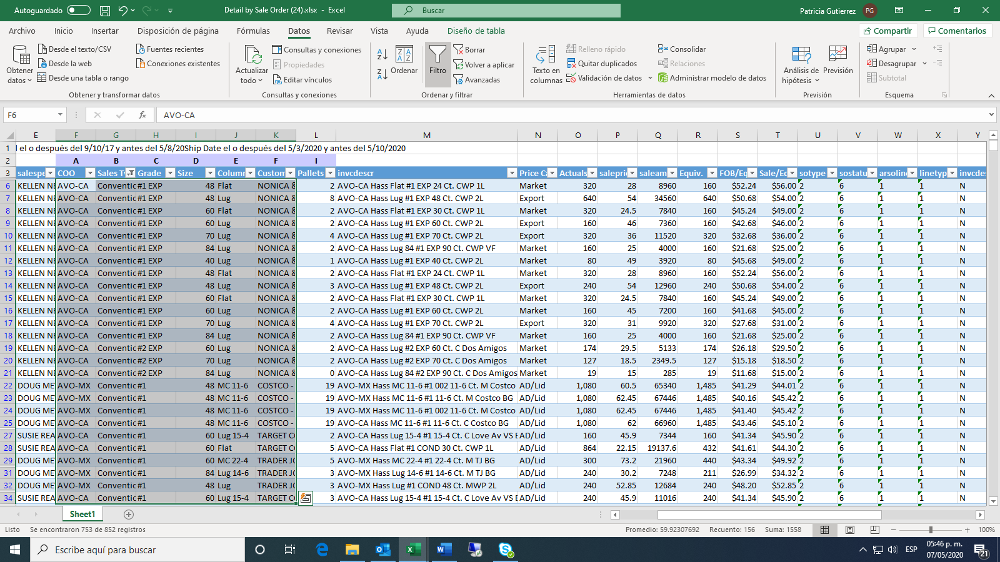 Autoguardado
Detail by Sale Order (24).xlsx - Excel
Buscar
Patricia Gutierrez PG
Archivo Inicio Insertar Disposición de página Fórmulas Datos Revisar Vista Ayuda Diseño de tabla Compartir Comentarios
Obtener datos
Desde el texto/CSV
Desde la web
Desde una tabla o rango
Fuentes recientes
Conexiones existentes
Obtener y transformar datos
Actualizar todo
Consultas y conexiones
Propiedades
Editar vínculos
Consultas y conexiones
Ordenar
Filtro
Borrar
Volver a aplicar
Avanzadas
Ordenar y filtrar
Texto en columnas
Relleno rápido
Quitar duplicados
Validación de datos
Consolidar
Relaciones
Administrar modelo de datos
Herramientas de datos
Análisis de hipótesis
Previsión
Previsión
Agrupar
Desagrupar
Subtotal
Esquema
F6 fx AVO-CA
E F G H I J K L M N O P Q R S T U V W X Y
1 l el o después del 9/10/17 y antes del 5/8/20Ship Date el o después del 5/3/2020 y antes del 5/10/2020
2 A B C D E F I
3 salespe COO Sales Ty Grade Size Column Custom Pallets invcdescr Price Ca Actuals salepric saleam Equiv. FOB/Eq Sale/Eq sotype sostatu arsoline linetyp invcdes
6 KELLEN NE AVO-CA Conventic #1 EXP 48 Flat NONICA & 2 AVO-CA Hass Flat #1 EXP 24 Ct. CWP 1L Market 320 28 8960 160 $52.24 $56.00 2 6 1 1 N
7 KELLEN NE AVO-CA Conventic #1 EXP 48 Lug NONICA & 8 AVO-CA Hass Lug #1 EXP 48 Ct. CWP 2L Export 640 54 34560 640 $50.68 $54.00 2 6 1 1 N
8 KELLEN NE AVO-CA Conventic #1 EXP 60 Flat NONICA & 2 AVO-CA Hass Flat #1 EXP 30 Ct. CWP 1L Market 320 24.5 7840 160 $45.24 $49.00 2 6 1 1 N
9 KELLEN NE AVO-CA Conventic #1 EXP 60 Lug NONICA & 2 AVO-CA Hass Lug #1 EXP 60 Ct. CWP 2L Export 160 46 7360 160 $42.68 $46.00 2 6 1 1 N
10 KELLEN NE AVO-CA Conventic #1 EXP 70 Lug NONICA & 4 AVO-CA Hass Lug #1 EXP 70 Ct. CWP 2L Export 320 36 11520 320 $32.68 $36.00 2 6 1 1 N
11 KELLEN NE AVO-CA Conventic #1 EXP 84 Lug NONICA & 2 AVO-CA Hass Lug 84 #1 EXP 90 Ct. CWP VF Market 160 25 4000 160 $21.68 $25.00 2 6 1 1 N
12 KELLEN NE AVO-CA Conventic #1 EXP 40 Lug NONICA & 1 AVO-CA Hass Lug #1 EXP 40 Ct. CWP 2L Market 80 49 3920 80 $45.68 $49.00 2 6 1 1 N
13 KELLEN NE AVO-CA Conventic #1 EXP 48 Flat NONICA & 2 AVO-CA Hass Flat #1 EXP 24 Ct. CWP 1L Market 320 28 8960 160 $52.24 $56.00 2 6 1 1 N
14 KELLEN NE AVO-CA Conventic #1 EXP 48 Lug NONICA & 3 AVO-CA Hass Lug #1 EXP 48 Ct. CWP 2L Export 240 54 12960 240 $50.68 $54.00 2 6 1 1 N
15 KELLEN NE AVO-CA Conventic #1 EXP 60 Flat NONICA & 2 AVO-CA Hass Flat #1 EXP 30 Ct. CWP 1L Market 320 24.5 7840 160 $45.24 $49.00 2 6 1 1 N
16 KELLEN NE AVO-CA Conventic #1 EXP 60 Lug NONICA & 2 AVO-CA Hass Lug #1 EXP 60 Ct. CWP 2L Market 160 45 7200 160 $41.68 $45.00 2 6 1 1 N
17 KELLEN NE AVO-CA Conventic #1 EXP 70 Lug NONICA & 4 AVO-CA Hass Lug #1 EXP 70 Ct. CWP 2L Export 320 31 9920 320 $27.68 $31.00 2 6 1 1 N
18 KELLEN NE AVO-CA Conventic #1 EXP 84 Lug NONICA & 2 AVO-CA Hass Lug 84 #1 EXP 90 Ct. CWP VF Market 160 25 4000 160 $21.68 $25.00 2 6 1 1 N
19 KELLEN NE AVO-CA Conventic #2 EXP 60 Lug NONICA & 2 AVO-CA Hass Lug #2 EXP 60 Ct. C Dos Amigos Market 174 29.5 5133 174 $26.18 $29.50 2 6 1 1 N
20 KELLEN NE AVO-CA Conventic #2 EXP 70 Lug NONICA & 2 AVO-CA Hass Lug #2 EXP 70 Ct. C Dos Amigos Market 127 18.5 2349.5 127 $15.18 $18.50 2 6 1 1 N
21 KELLEN NE AVO-CA Conventic #2 EXP 84 Lug NONICA & 0 AVO-CA Hass Lug 84 #2 EXP 90 Ct. C Dos Amigos Market 19 15 285 19 $11.68 $15.00 2 6 1 1 N
22 DOUG ME AVO-MX Conventic #1 48 MC 11-6 COSTCO - 19 AVO-MX Hass MC 11-6 #1 002 11-6 Ct. M Costco AD/Lid 1,080 60.5 65340 1,485 $41.29 $44.01 2 6 1 1 N
23 DOUG ME AVO-MX Conventic #1 48 MC 11-6 COSTCO - 19 AVO-MX Hass MC 11-6 #1 11-6 Ct. M Costco BG AD/Lid 1,080 62.45 67446 1,485 $40.16 $45.42 2 6 1 1 N
24 DOUG ME AVO-MX Conventic #1 48 MC 11-6 COSTCO - 19 AVO-MX Hass MC 11-6 #1 002 11-6 Ct. M Costco AD/Lid 1,080 62.45 67446 1,485 $41.40 $45.42 2 6 1 1 N
25 DOUG ME AVO-CA Conventic #1 48 MC 11-6 COSTCO - 19 AVO-CA Hass MC 11-6 #1 11-6 Ct. C Costco BG AD/Lid 1,080 62 66960 1,485 $43.46 $45.10 2 6 1 1 N
27 SUSIE REA AVO-CA Conventic #1 60 Lug 15-4 TARGET CO 2 AVO-CA Hass Lug 15-4 #1 15-4 Ct. C Love Av VS E AD/Lid 160 45.9 7344 160 $41.34 $45.90 2 6 1 1 N
28 SUSIE REA AVO-CA Conventic #1 60 Flat TARGET CO 5 AVO-CA Hass Flat #1 COND 30 Ct. CWP 1L AD/Lid 864 22.15 19137.6 432 $41.61 $44.30 2 6 1 1 N
29 DOUG ME AVO-MX Conventic #1 60 MC 22-4 TRADER JO 5 AVO-MX Hass MC 22-4 #1 22-4 Ct. M TJ BG AD/Lid 300 73.2 21960 440 $43.34 $49.92 2 6 1 1 N
31 DOUG ME AVO-MX Conventic #1 84 Lug 14-6 TRADER JO 3 AVO-MX Hass Lug 14-6 #1 14-6 Ct. M TJ BG AD/Lid 240 30.2 7248 211 $26.99 $34.32 2 6 1 1 N
32 DOUG ME AVO-MX Conventic #1 48 Lug TRADER JO 3 AVO-MX Hass Lug #1 COND 48 Ct. MWP 2L AD/Lid 240 52.85 12684 240 $48.20 $52.85 2 6 1 1 N
34 SUSIE REA AVO-CA Conventic #1 60 Lug 15-4 TARGET CO 3 AVO-CA Hass Lug 15-4 #1 15-4 Ct. C Love Av VS E AD/Lid 240 45.9 11016 240 $41.34 $45.90 2 6 1 1 N
Sheet1
Listo Se encontraron 753 de 852 registros Promedio: 59.92307692 Recuento: 156 Suma: 1558 100%
Escribe aquí para buscar
ESP
05:46 p. m.
07/05/2020
21